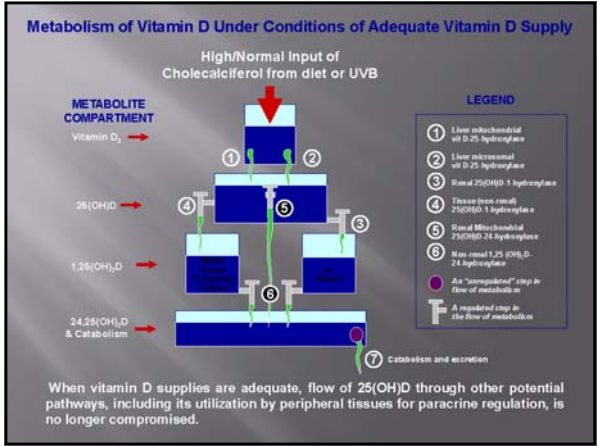 Metabolism of Vitamin D Under Conditions of Adequate Vitamin D Supply
High/Normal Input of
Cholecalciferol from diet or UVB
METABOLITE
COMPARTMENT
Vitamin D3
25(OH)D
1,25(OH)2D
24,25(OH)2D
& Catabolism
1
2
4
5
3
6
7 Catabolism and excretion
LEGEND
1 Liver mitochondrial
vit D-25-hydroxylase
2 Liver microsomal
vit D-25-hydroxylase
3 Renal 25(OH)D-1-hydroxylase
4 Tissue (non-renal)
25(OH)D-1-hydroxylase
5 Renal Mitochondrial
25(OH)D-24-hydroxylase
6 Non-renal 1,25 (OH)2D-
24-hydroxylase
An "unregulated" step in
flow of metabolism
A regulated step in
the flow of metabolism
When vitamin D supplies are adequate, flow of 25(OH)D through other potential
pathways, including its utilization by peripheral tissues for paracrine regulation, is
no longer compromised.